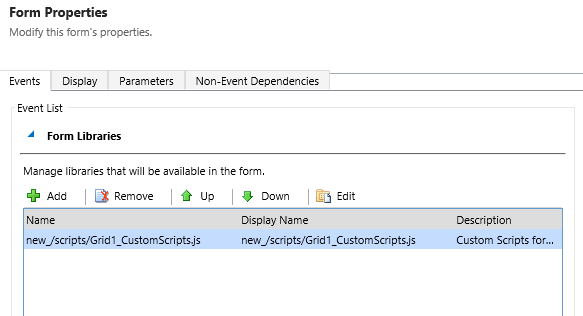 Form Properties
Modify this form's properties.
Events Display Parameters Non-Event Dependencies
Event List
Form Libraries
Manage libraries that will be available in the form.
Add Remove Up Down Edit
Name Display Name Description
new_/scripts/Grid1_CustomScripts.js new_/scripts/Grid1_CustomScripts.js Custom Scripts for...